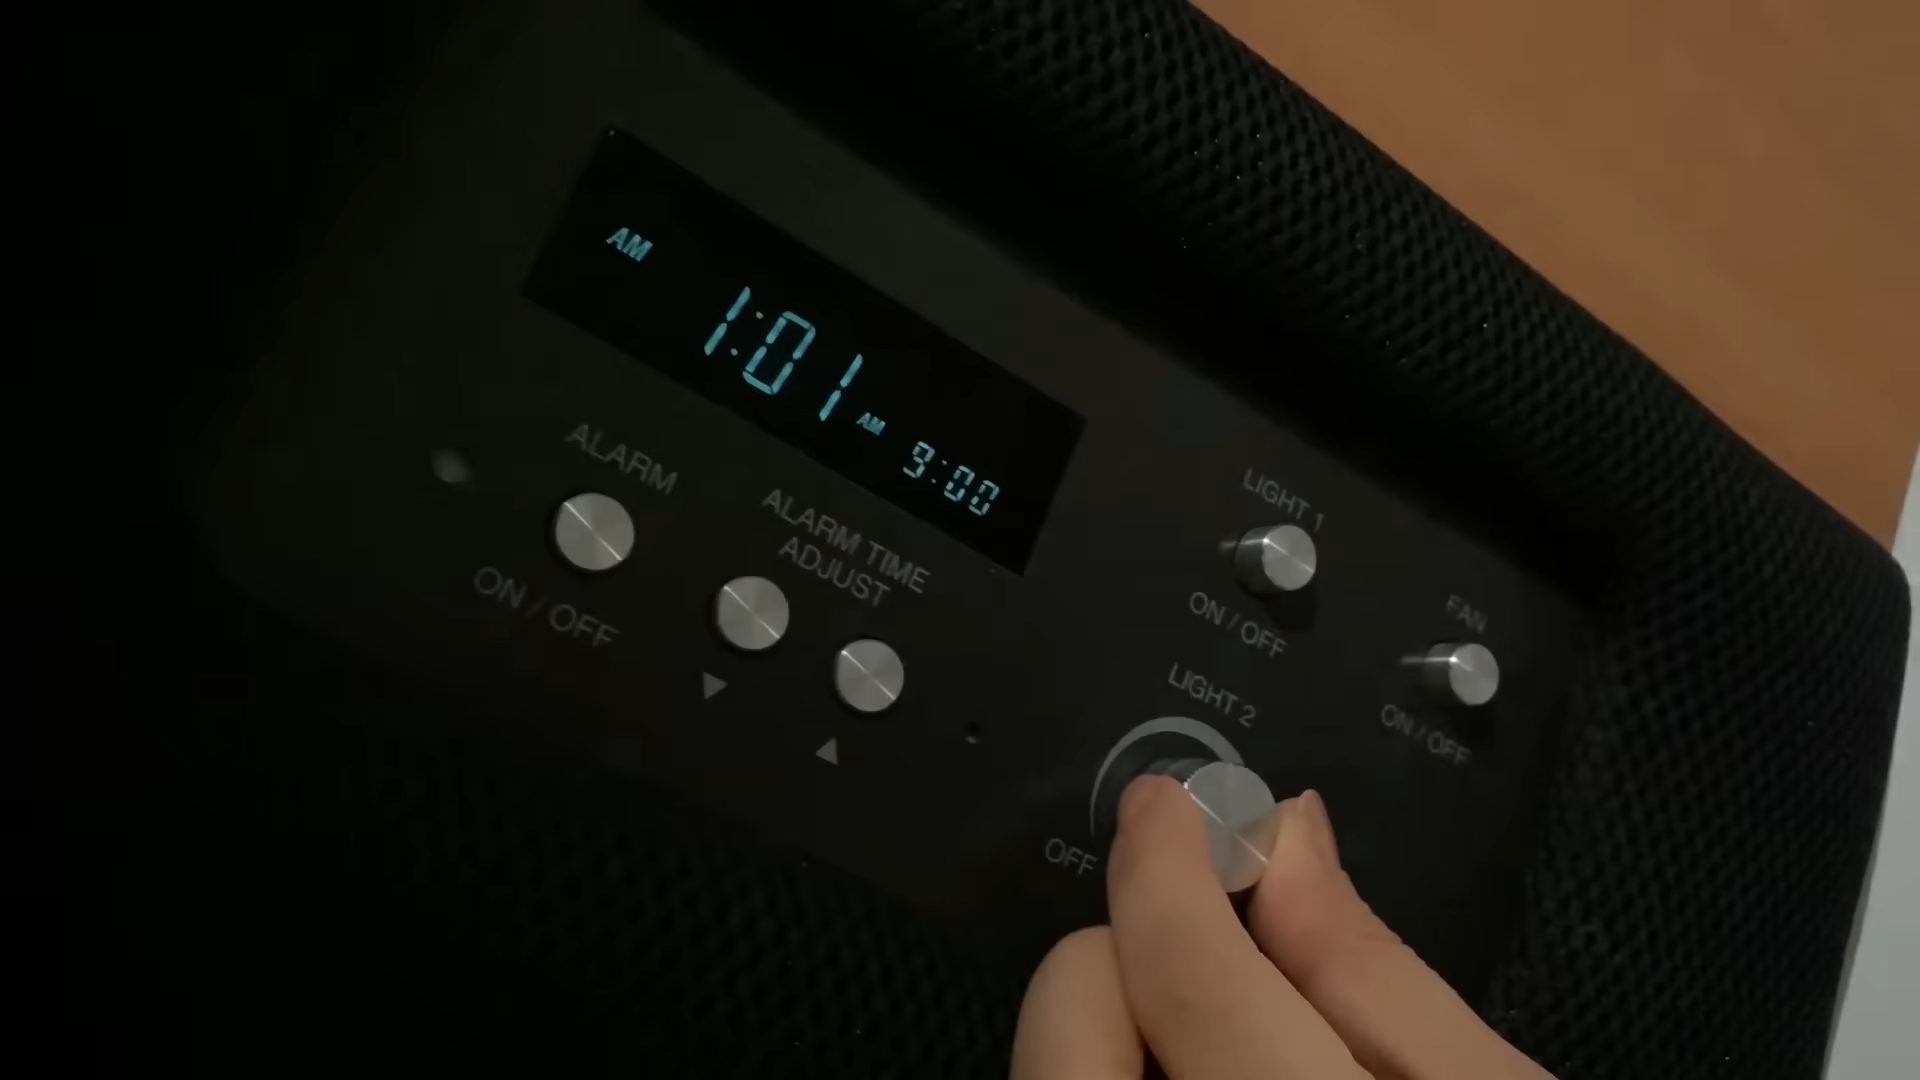 AM
1:01
AM 9:00
ALARM
ON / OFF
ALARM TIME
ADJUST
LIGHT 1
ON / OFF
FAN
ON / OFF
LIGHT 2
OFF